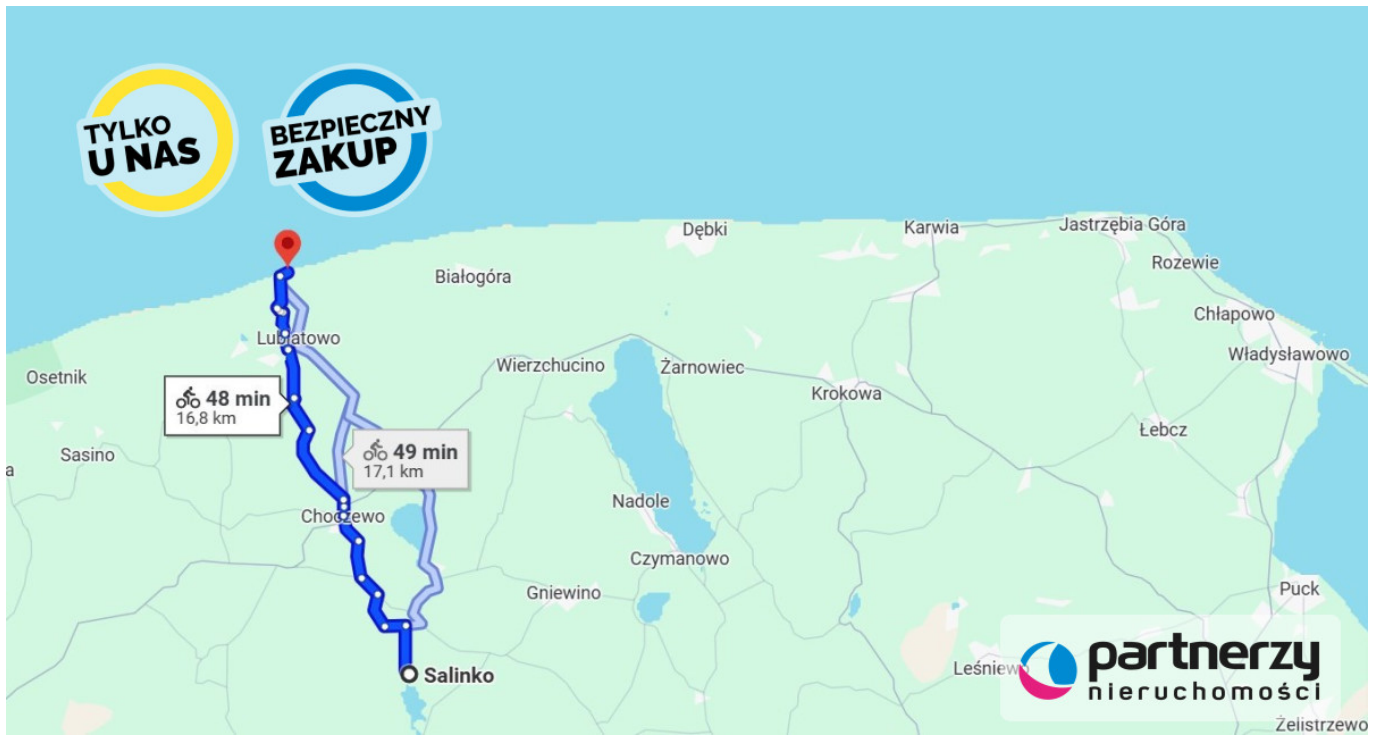 TYLKO
U NAS
BEZPIECZNY
ZAKUP
Dębki
Karwia
Jastrzębia Góra
Rozewie
Białogóra
Chłapowo
Lubiatowo
Wierzchucino
Żarnowiec
Władysławowo
Osetnik
48 min
16,8 km
Krokowa
Łebcz
Sasino
a
49 min
17,1 km
Nadole
Choczewo
Czymanowo
Gniewino
Puck
Salinko
Leśniewo
partnerzy
nieruchomości
Żelistrzewo